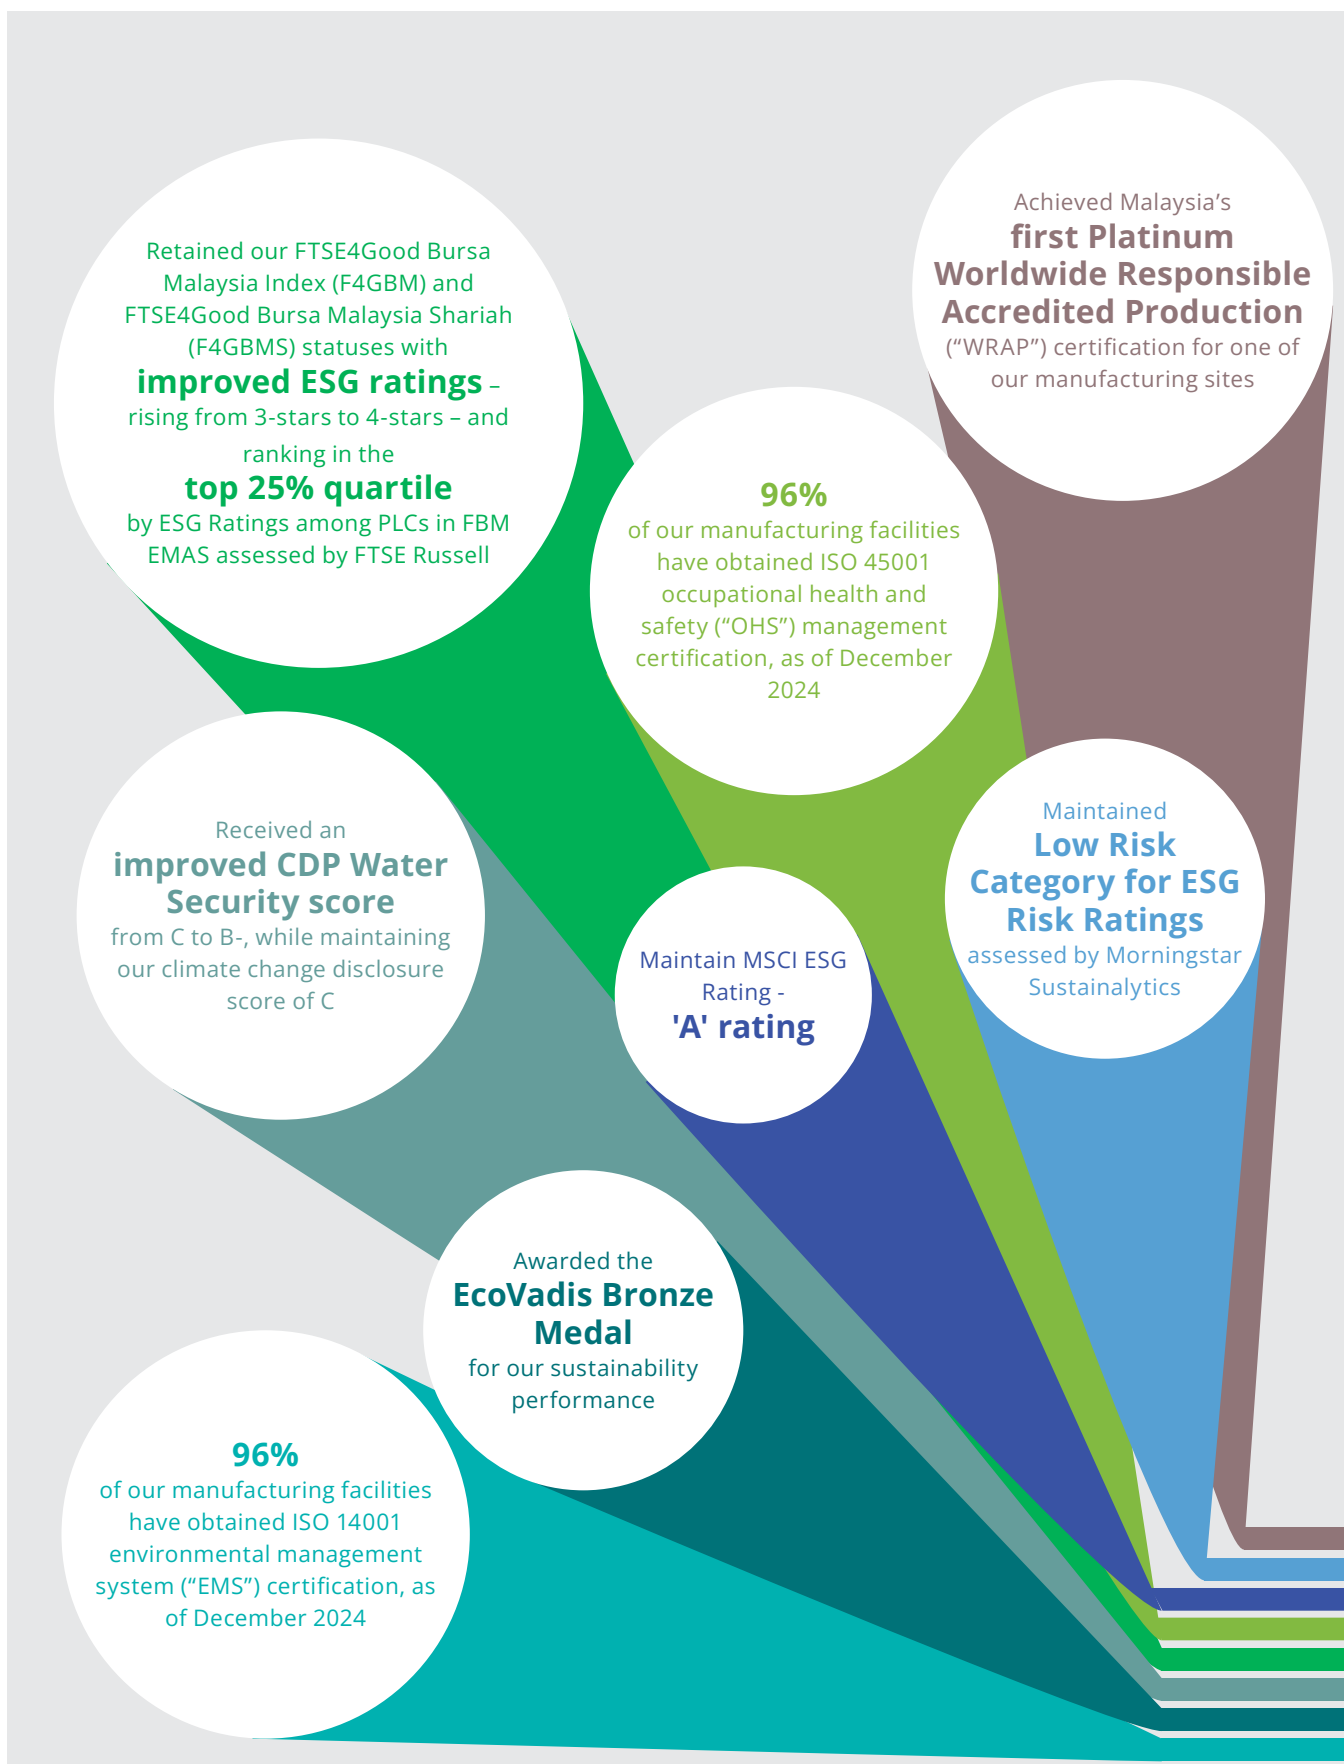 Achieved Malaysia’s
first Platinum
Worldwide Responsible
Accredited Production
(“WRAP”) certification for one of
our manufacturing sites
Retained our FTSE4Good Bursa
Malaysia Index (F4GBM) and
FTSE4Good Bursa Malaysia Shariah
(F4GBMS) statuses with
improved ESG ratings –
rising from 3-stars to 4-stars – and
ranking in the
top 25% quartile
by ESG Ratings among PLCs in FBM
EMAS assessed by FTSE Russell
96%
of our manufacturing facilities
have obtained ISO 45001
occupational health and
safety (“OHS”) management
certification, as of December
2024
Received an
improved CDP Water
Security score
from C to B-, while maintaining
our climate change disclosure
score of C
Maintain MSCI ESG
Rating -
'A' rating
Maintained
Low Risk
Category for ESG
Risk Ratings
assessed by Morningstar
Sustainalytics
Awarded the
EcoVadis Bronze
Medal
for our sustainability
performance
96%
of our manufacturing facilities
have obtained ISO 14001
environmental management
system (“EMS”) certification, as
of December 2024